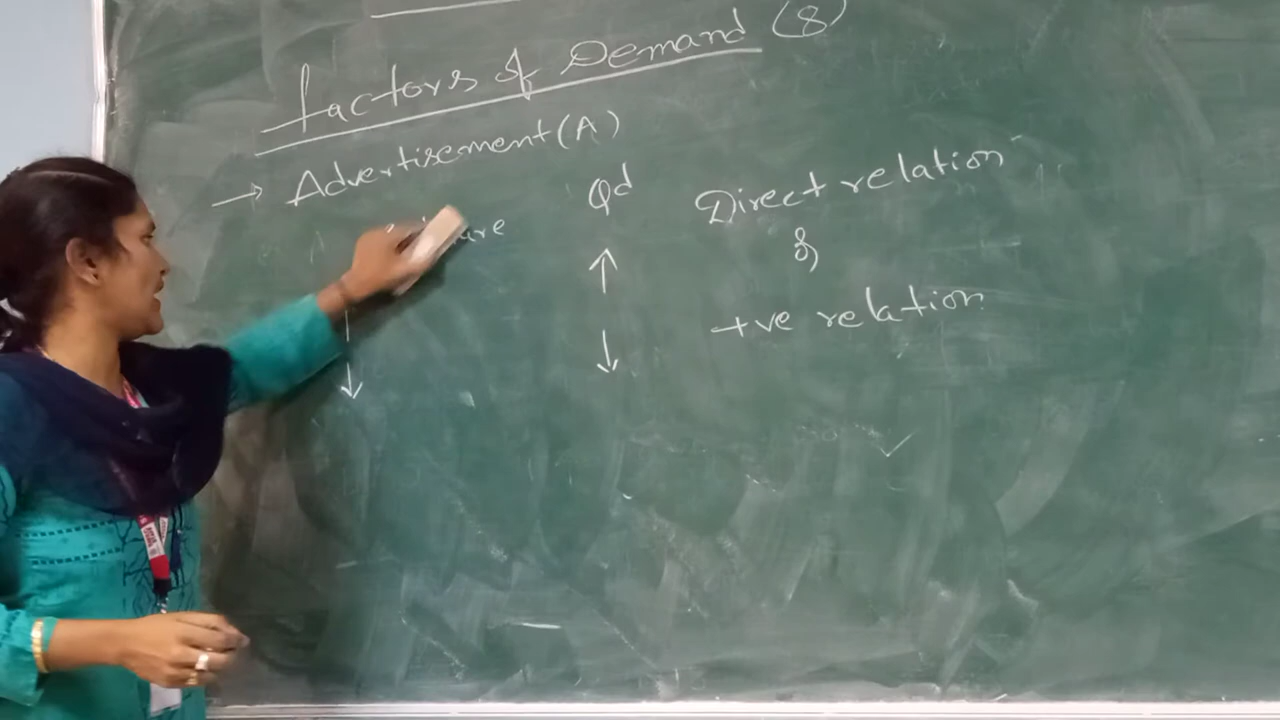 Factors of Demand (8)
→ Advertisement (A)
Qd
↑
↓ ↓
Direct relation
&
+ve relation